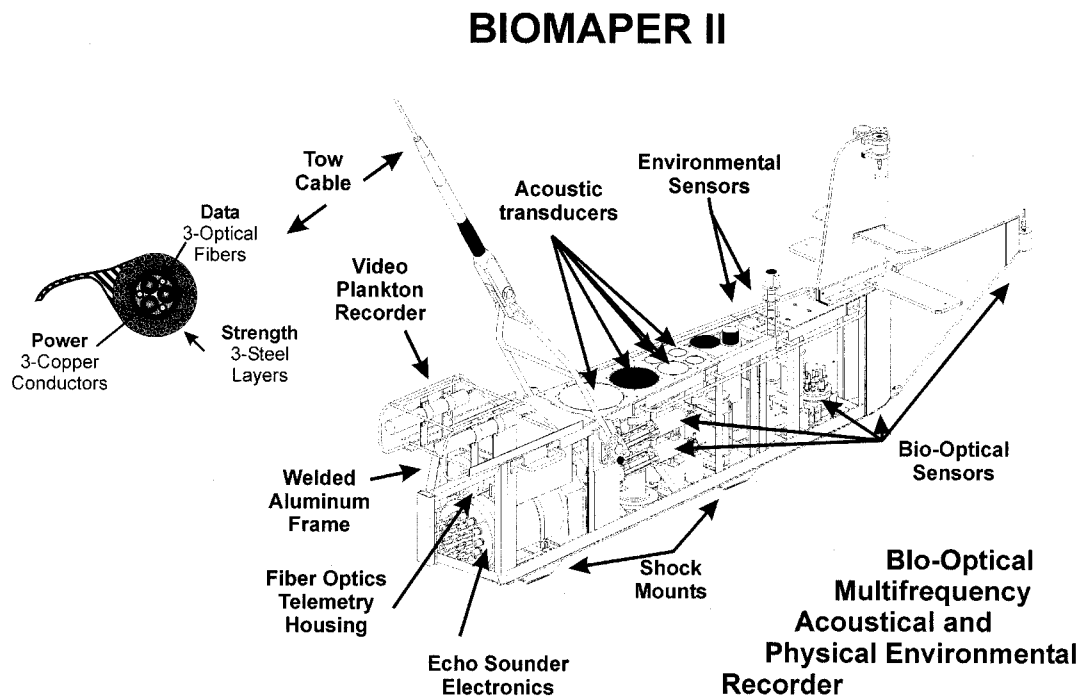 BIOMAPER II
Tow
Cable
Environmental
Sensors
Acoustic
transducers
Data
3-Optical
Fibers
Video
Plankton
Recorder
Power
3-Copper
Conductors
Strength
3-Steel
Layers
Welded
Aluminum
Frame
Bio-Optical
Sensors
Fiber Optics
Telemetry
Housing
Shock
Mounts
Echo Sounder
Electronics
BIo-Optical
Multifrequency
Acoustical and
Physical Environmental
Recorder